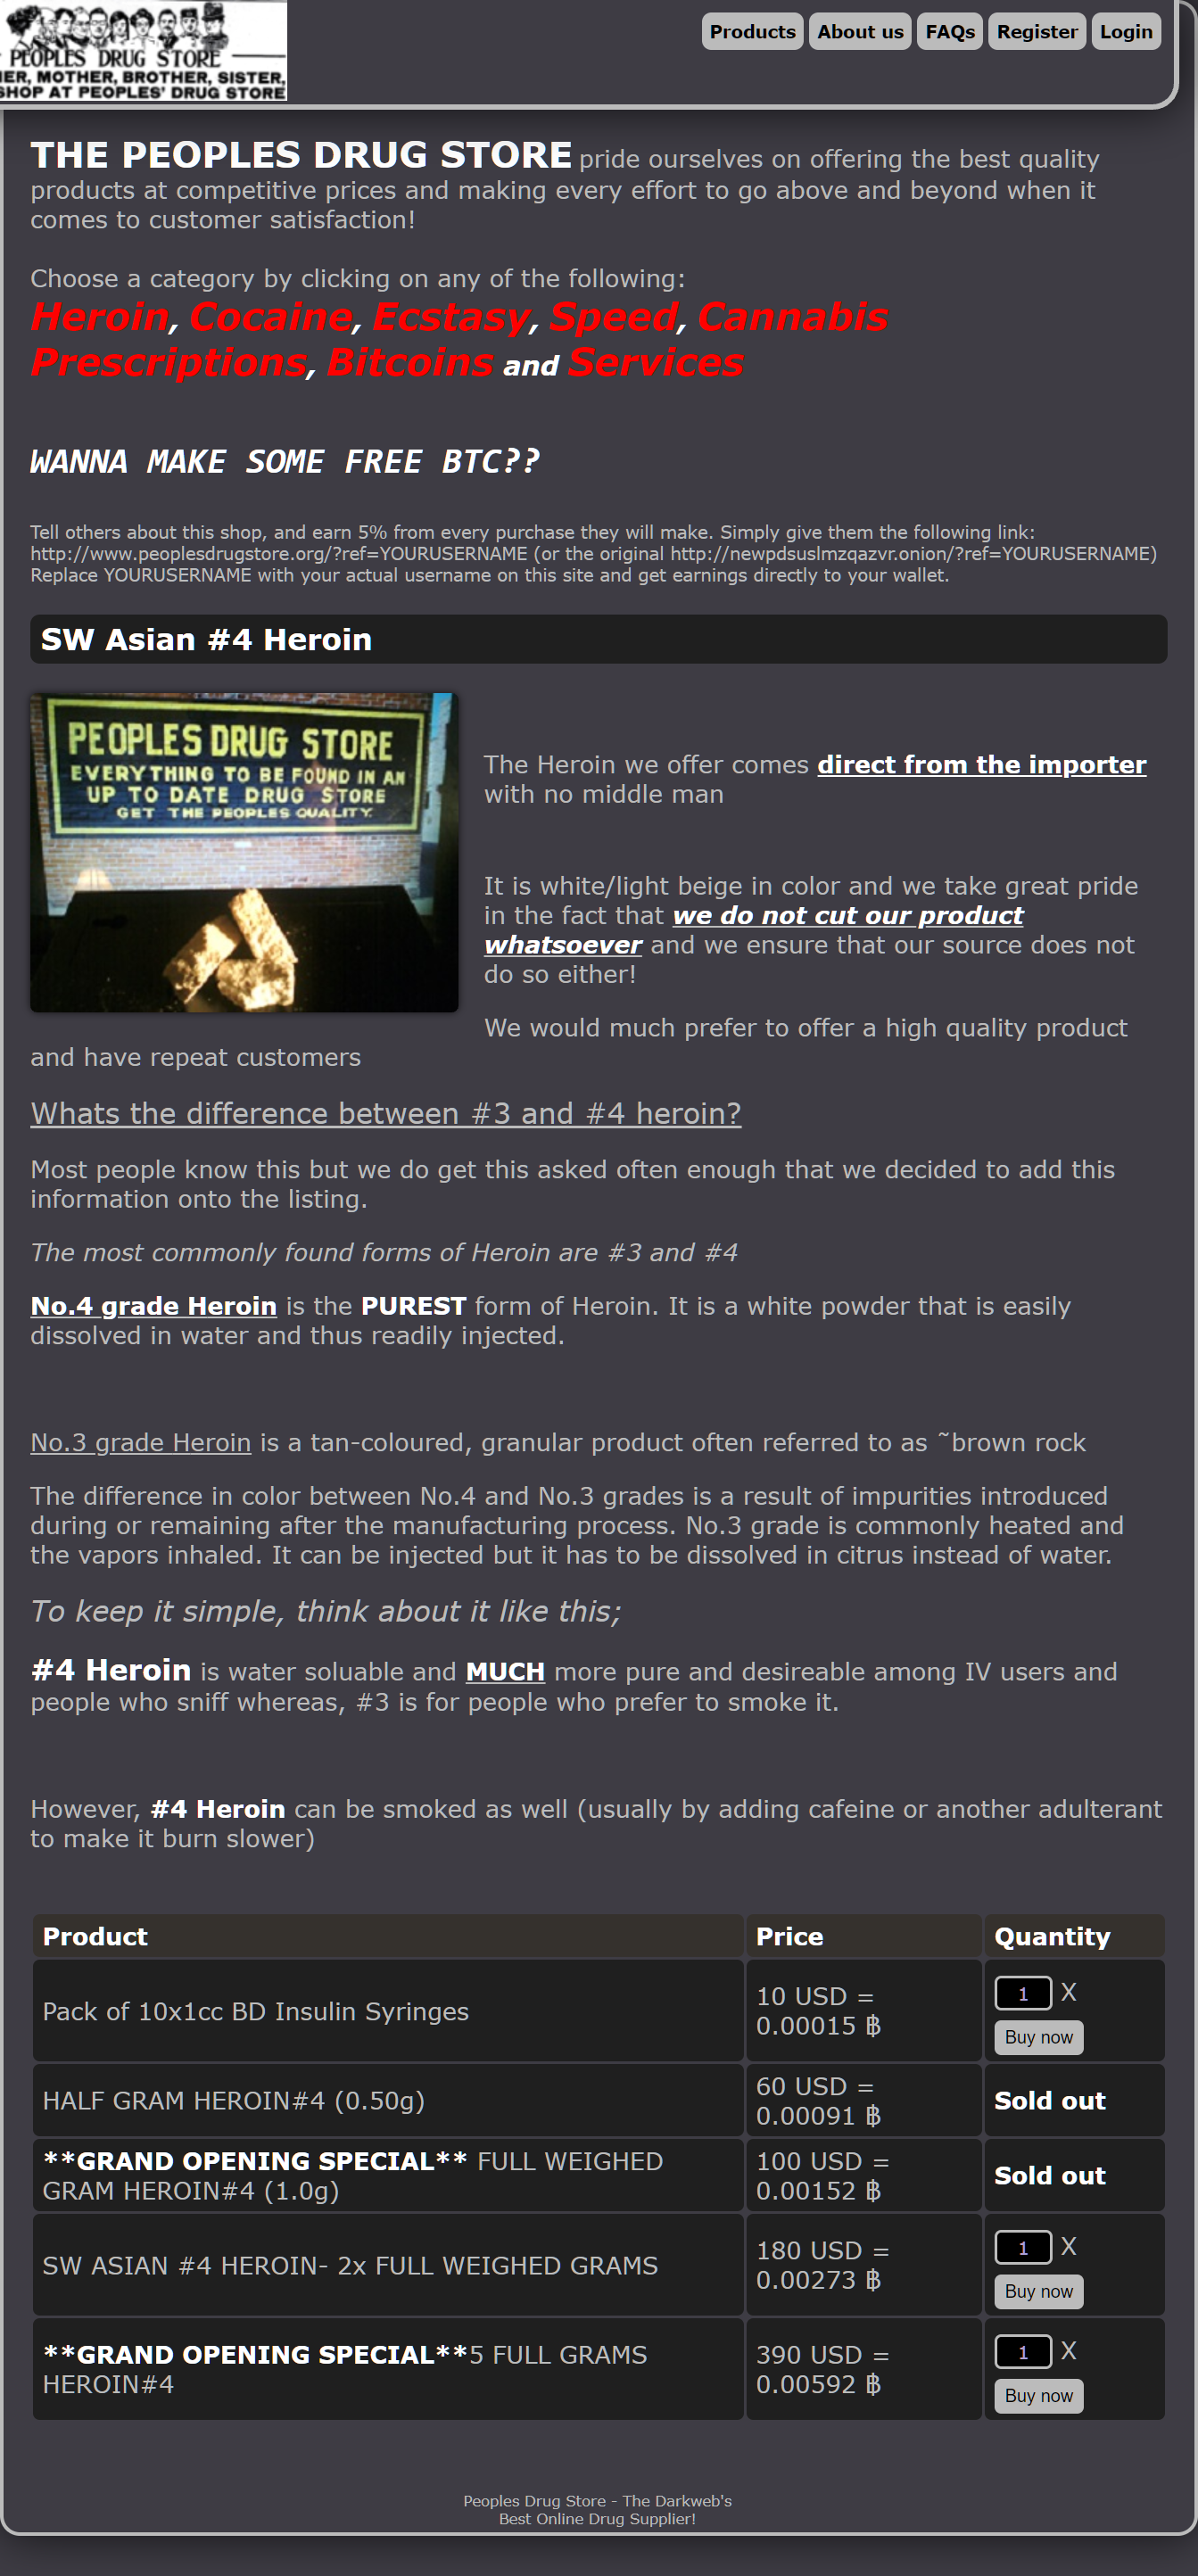 PEOPLES DRUG STORE
ER, MOTHER, BROTHER, SISTER,
SHOP AT PEOPLES' DRUG STORE
Products About us FAQs Register Login
THE PEOPLES DRUG STORE pride ourselves on offering the best quality
products at competitive prices and making every effort to go above and beyond when it
comes to customer satisfaction!
Choose a category by clicking on any of the following:
Heroin, Cocaine, Ecstasy, Speed, Cannabis
Prescriptions, Bitcoins and Services
WANNA MAKE SOME FREE BTC??
Tell others about this shop, and earn 5% from every purchase they will make. Simply give them the following link:
http://www.peoplesdrugstore.org/?ref=YOURUSERNAME (or the original http://newpdsuslmzqazvr.onion/?ref=YOURUSERNAME)
Replace YOURUSERNAME with your actual username on this site and get earnings directly to your wallet.
SW Asian #4 Heroin
PEOPLES DRUG STORE
EVERYTHING TO BE FOUND IN AN
UP TO DATE DRUG STORE
GET THE PEOPLES QUALITY.
The Heroin we offer comes direct from the importer
with no middle man
It is white/light beige in color and we take great pride
in the fact that we do not cut our product
whatsoever and we ensure that our source does not
do so either!
We would much prefer to offer a high quality product
and have repeat customers
Whats the difference between #3 and #4 heroin?
Most people know this but we do get this asked often enough that we decided to add this
information onto the listing.
The most commonly found forms of Heroin are #3 and #4
No.4 grade Heroin is the PUREST form of Heroin. It is a white powder that is easily
dissolved in water and thus readily injected.
No.3 grade Heroin is a tan-coloured, granular product often referred to as ˜brown rock
The difference in color between No.4 and No.3 grades is a result of impurities introduced
during or remaining after the manufacturing process. No.3 grade is commonly heated and
the vapors inhaled. It can be injected but it has to be dissolved in citrus instead of water.
To keep it simple, think about it like this;
#4 Heroin is water soluable and MUCH more pure and desireable among IV users and
people who sniff whereas, #3 is for people who prefer to smoke it.
However, #4 Heroin can be smoked as well (usually by adding cafeine or another adulterant
to make it burn slower)
Product Price Quantity
Pack of 10x1cc BD Insulin Syringes
10 USD =
0.00015 ฿
1 X
Buy now
HALF GRAM HEROIN#4 (0.50g)
60 USD =
0.00091 ฿
Sold out
**GRAND OPENING SPECIAL** FULL WEIGHED
GRAM HEROIN#4 (1.0g)
100 USD =
0.00152 ฿
Sold out
SW ASIAN #4 HEROIN- 2x FULL WEIGHED GRAMS
180 USD =
0.00273 ฿
1 X
Buy now
**GRAND OPENING SPECIAL**5 FULL GRAMS
HEROIN#4
390 USD =
0.00592 ฿
1 X
Buy now
Peoples Drug Store - The Darkweb's
Best Online Drug Supplier!